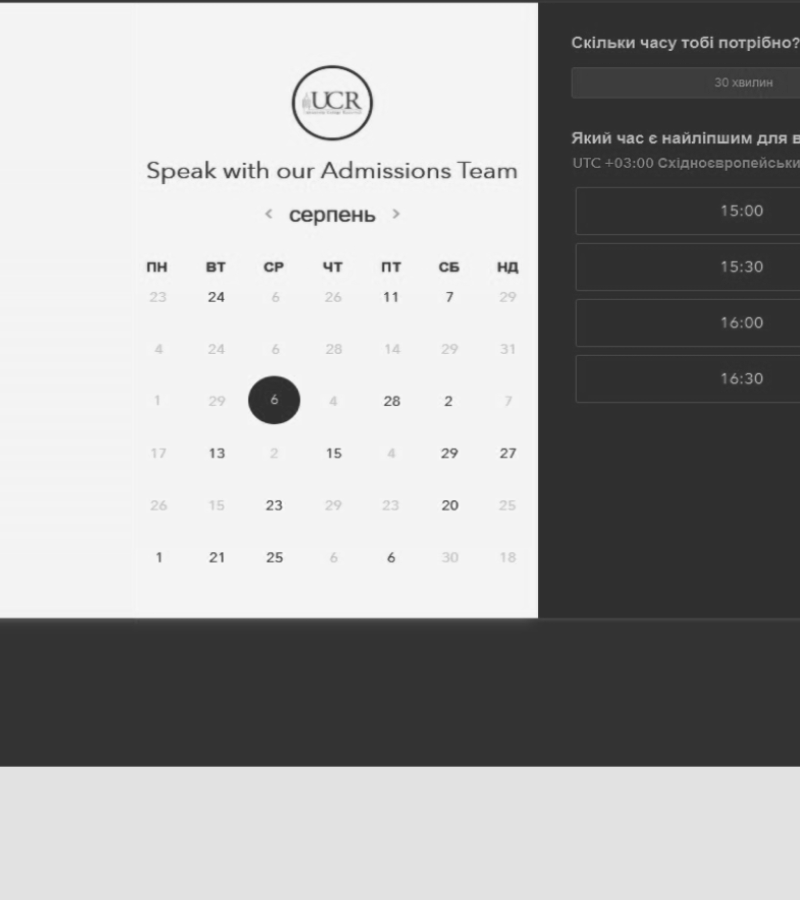 UCR
Speak with our Admissions Team
< серпень >
ПН ВТ СР ЧТ ПТ СБ НД
23 24 6 26 11 7 29
4 24 6 28 14 29 31
1 29 6 4 28 2 7
17 13 2 15 4 29 27
26 15 23 29 23 20 25
1 21 25 6 6 30 18
Скільки часу тобі потрібно?
30 хвилин
Який час є найліпшим для в
UTC +03:00 Східноєвропейськи
15:00
15:30
16:00
16:30